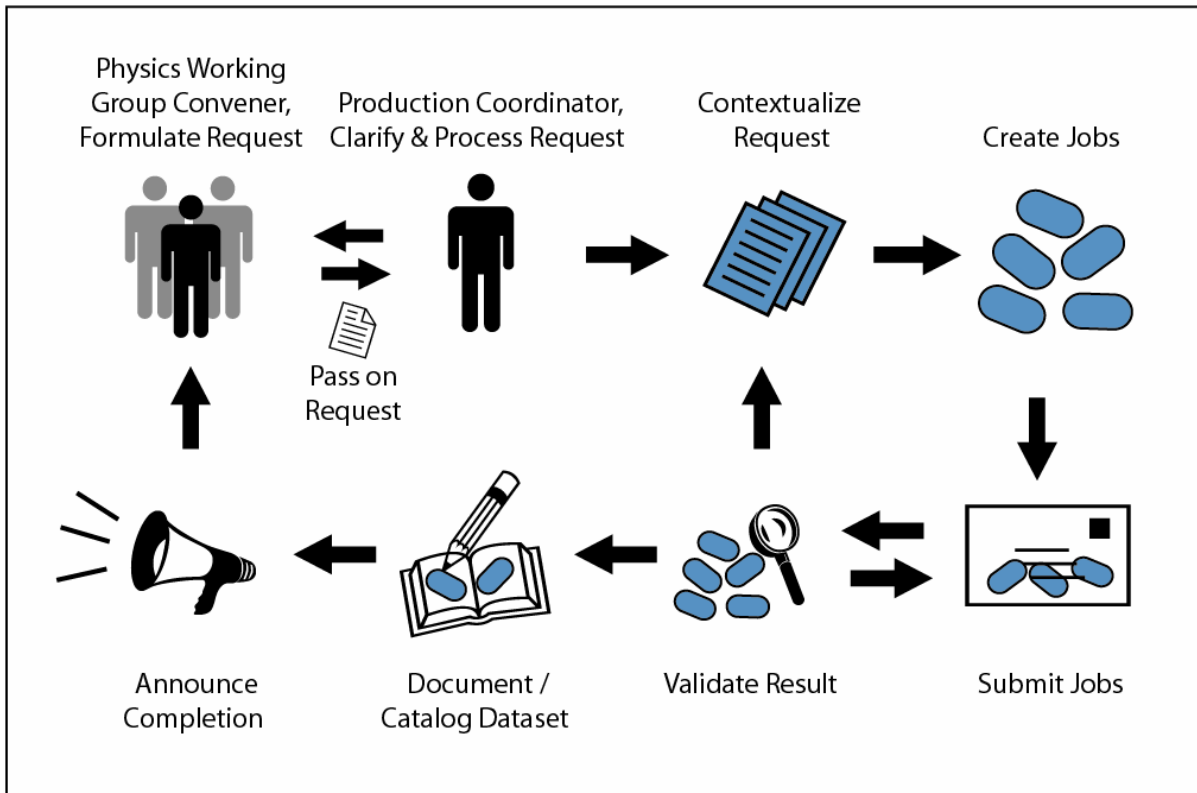 Physics Working
Group Convener,
Formulate Request
Production Coordinator,
Clarify & Process Request
Contextualize
Request
Create Jobs
Pass on
Request
Announce
Completion
Document /
Catalog Dataset
Validate Result
Submit Jobs